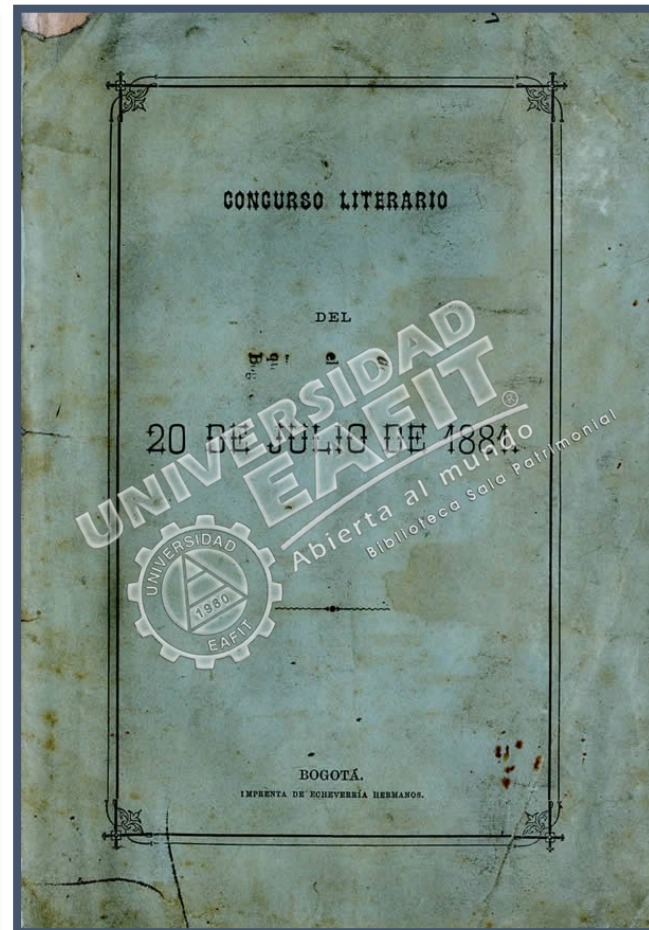 CONCURSO LITERARIO
DEL
20 DE JULIO DE 1884.
BOGOTÁ.
IMPRENTA DE ECHEVERRÍA HERMANOS.
UNIVERSIDAD
EAFIT®
Abierta al mundo
Biblioteca Sala Patrimonial
UNIVERSIDAD
1960
EAFIT